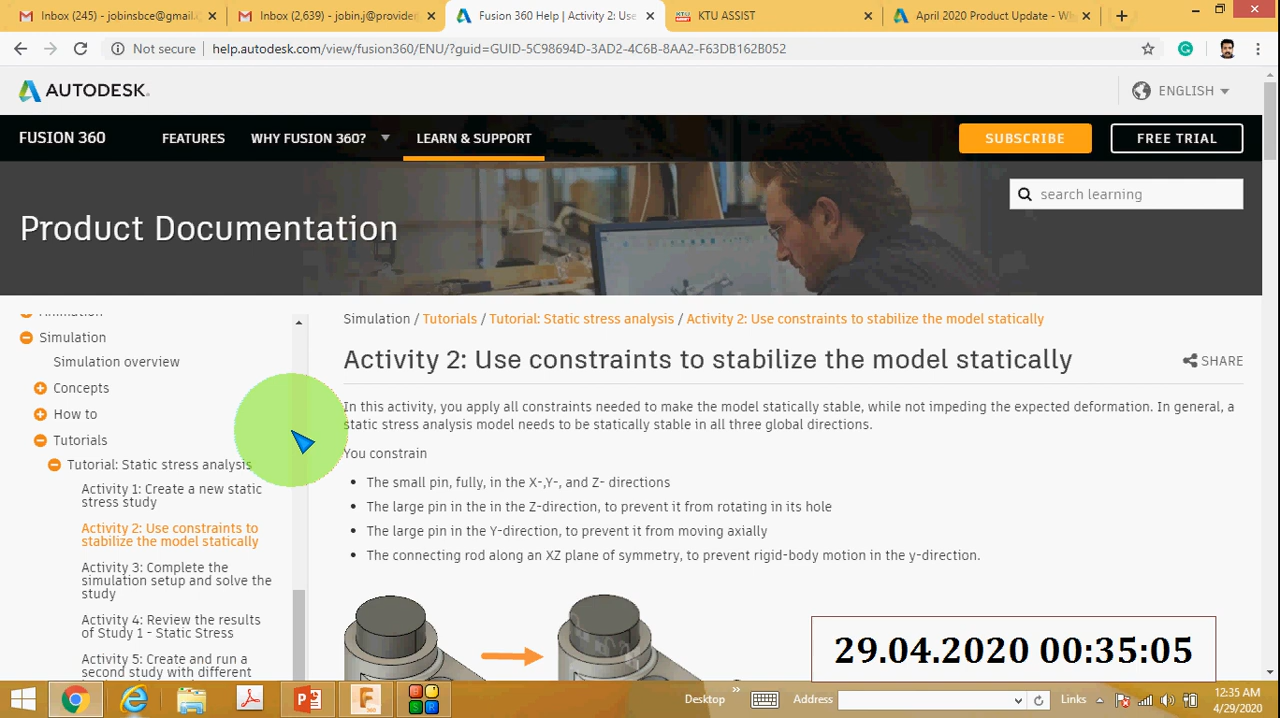 Inbox (245) - jobinsbce@gmail.
Inbox (2,639) - jobin.j@provide
Fusion 360 Help | Activity 2: Use
KTU ASSIST
April 2020 Product Update - Wh
Not secure
help.autodesk.com/view/fusion360/ENU/?guid=GUID-5C98694D-3AD2-4C6B-8AA2-F63DB162B052
AUTODESK.
ENGLISH
FUSION 360
FEATURES
WHY FUSION 360?
LEARN & SUPPORT
SUBSCRIBE
FREE TRIAL
search learning
Product Documentation
Animation
Simulation
Simulation overview
Concepts
How to
Tutorials
Tutorial: Static stress analysis
Activity 1: Create a new static
stress study
Activity 2: Use constraints to
stabilize the model statically
Activity 3: Complete the
simulation setup and solve the
study
Activity 4: Review the results
of Study 1 - Static Stress
Activity 5: Create and run a
second study with different
Simulation / Tutorials / Tutorial: Static stress analysis / Activity 2: Use constraints to stabilize the model statically
Activity 2: Use constraints to stabilize the model statically
SHARE
In this activity, you apply all constraints needed to make the model statically stable, while not impeding the expected deformation. In general, a
static stress analysis model needs to be statically stable in all three global directions.
You constrain
• The small pin, fully, in the X-,Y-, and Z- directions
• The large pin in the in the Z-direction, to prevent it from rotating in its hole
• The large pin in the Y-direction, to prevent it from moving axially
• The connecting rod along an XZ plane of symmetry, to prevent rigid-body motion in the y-direction.
29.04.2020 00:35:05
Desktop
Address
Links
12:35 AM
4/29/2020